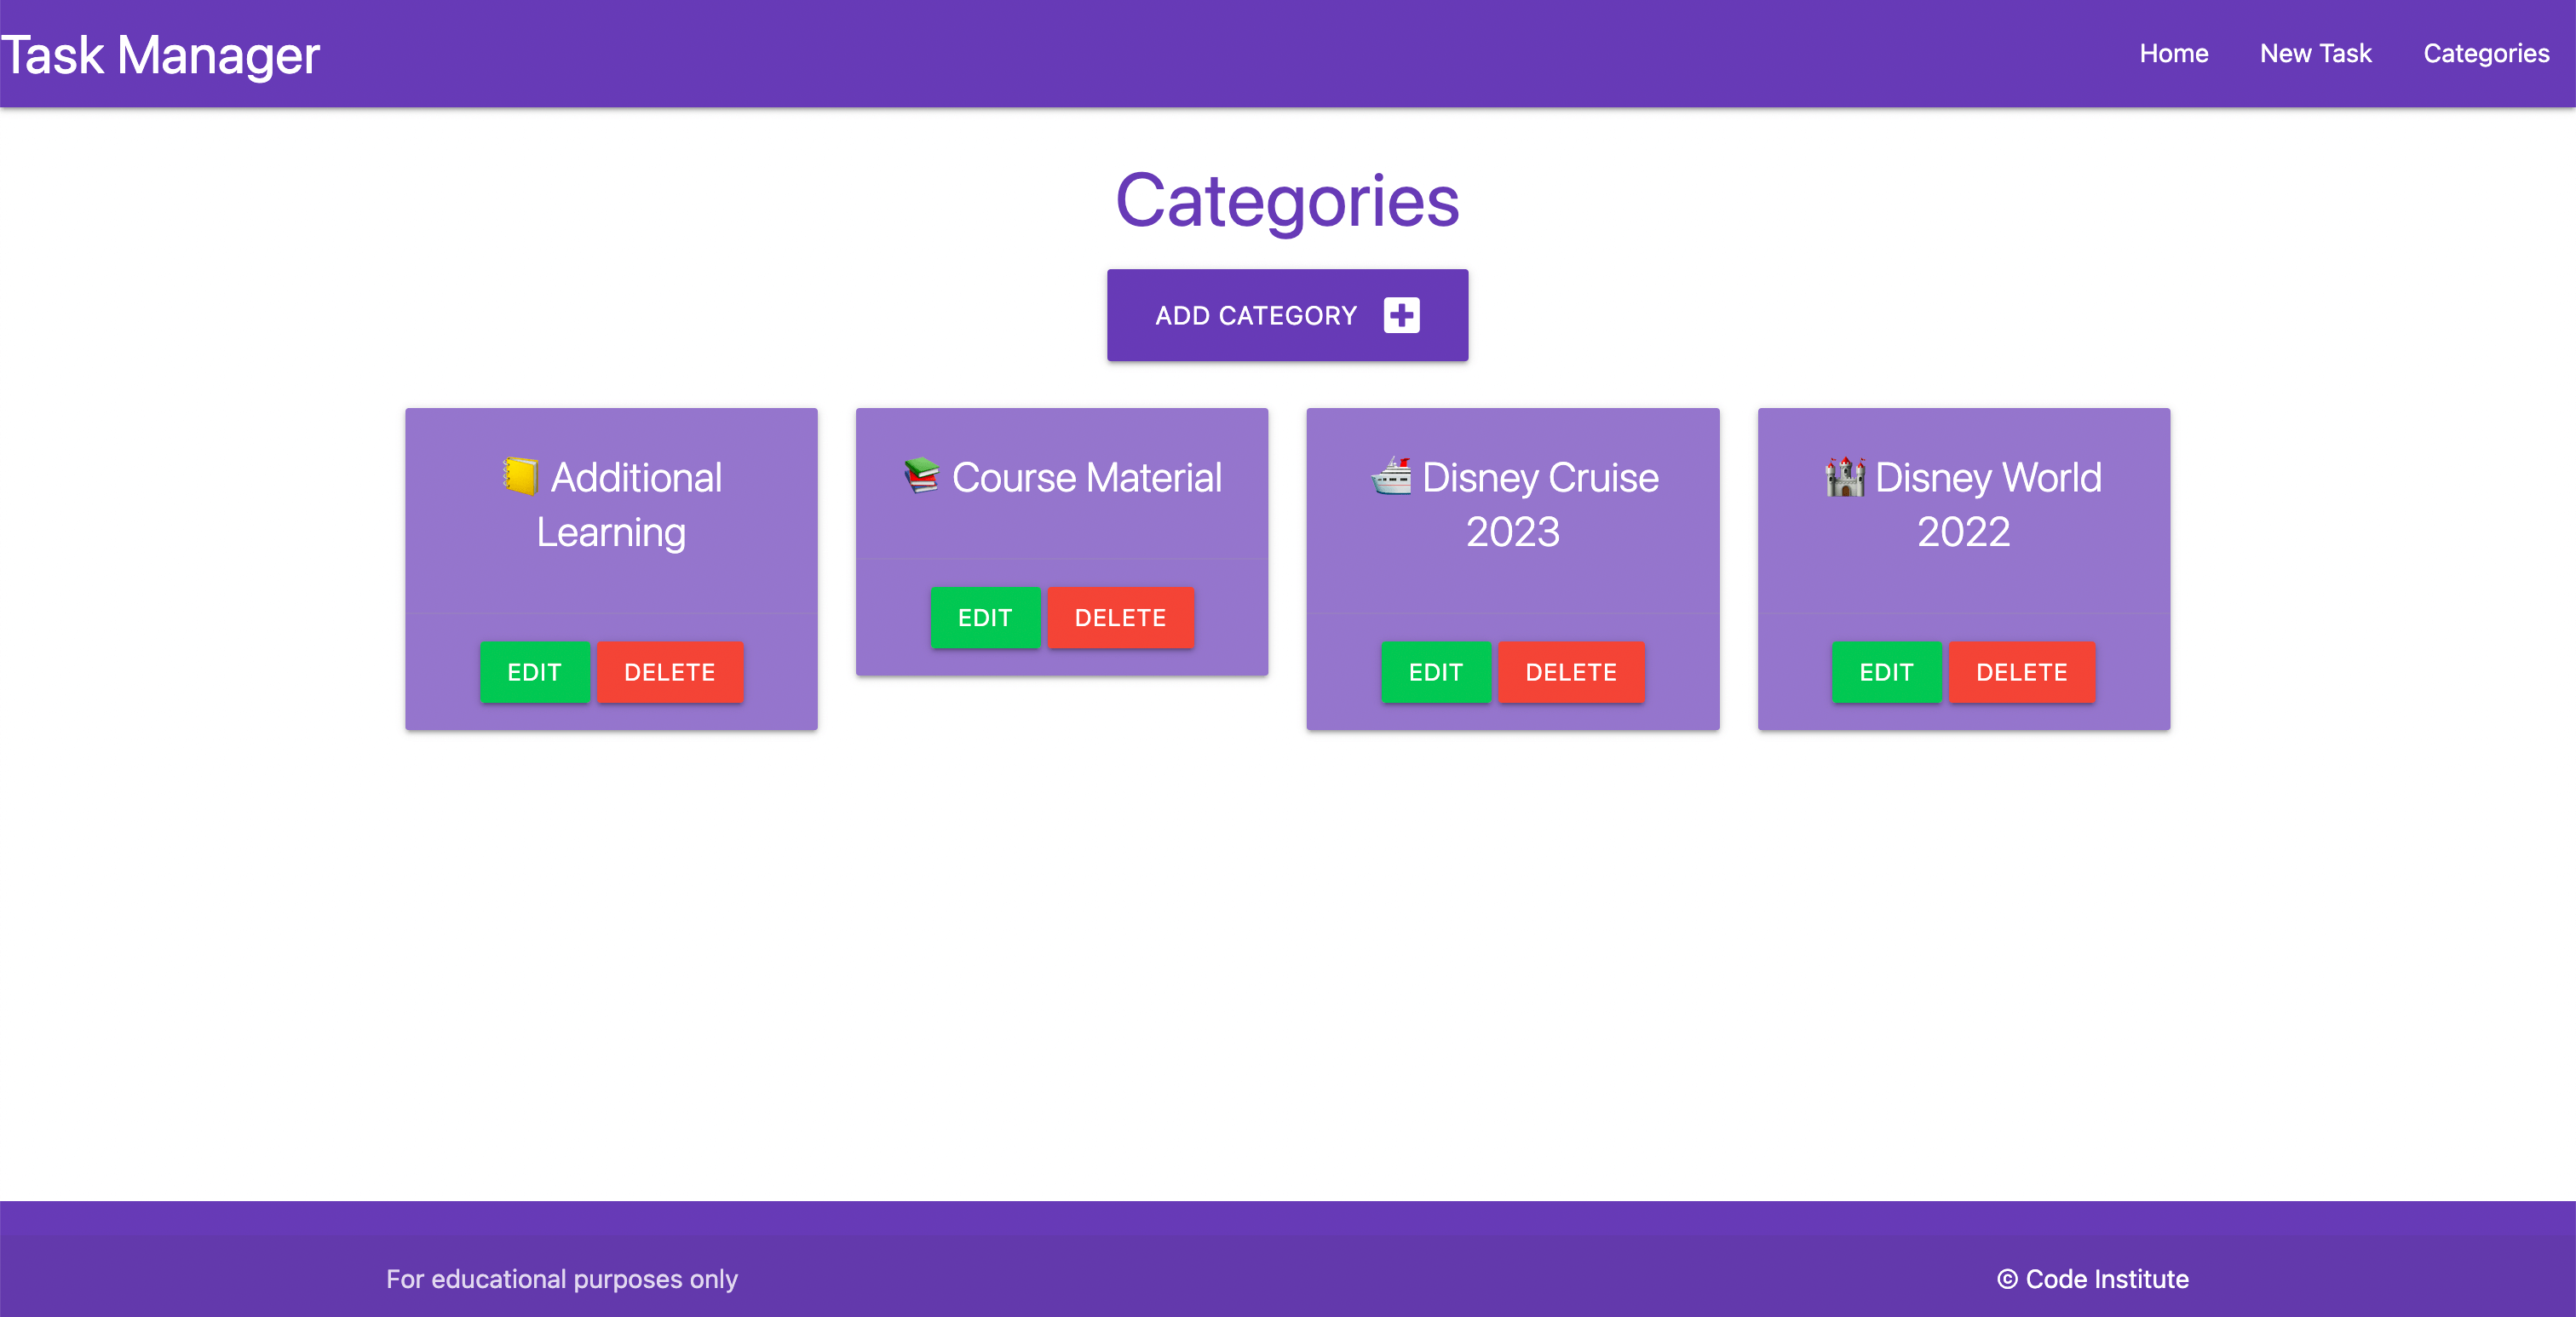 Task Manager
Home New Task Categories
Categories
ADD CATEGORY
📒 Additional
Learning
EDIT DELETE
📚 Course Material
EDIT DELETE
🛳 Disney Cruise
2023
EDIT DELETE
🏰 Disney World
2022
EDIT DELETE
For educational purposes only
© Code Institute